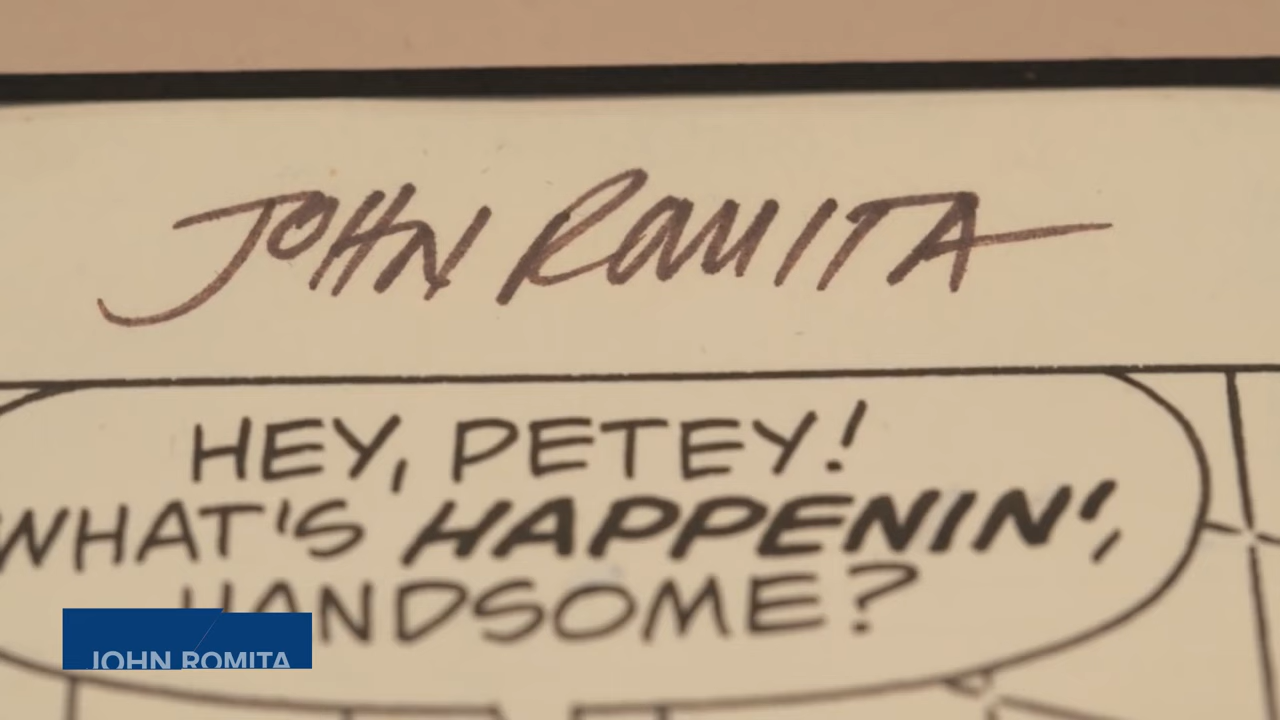 JOHN ROMITA
HEY, PETEY!
WHAT'S HAPPENIN',
HANDSOME?
JOHN ROMITA